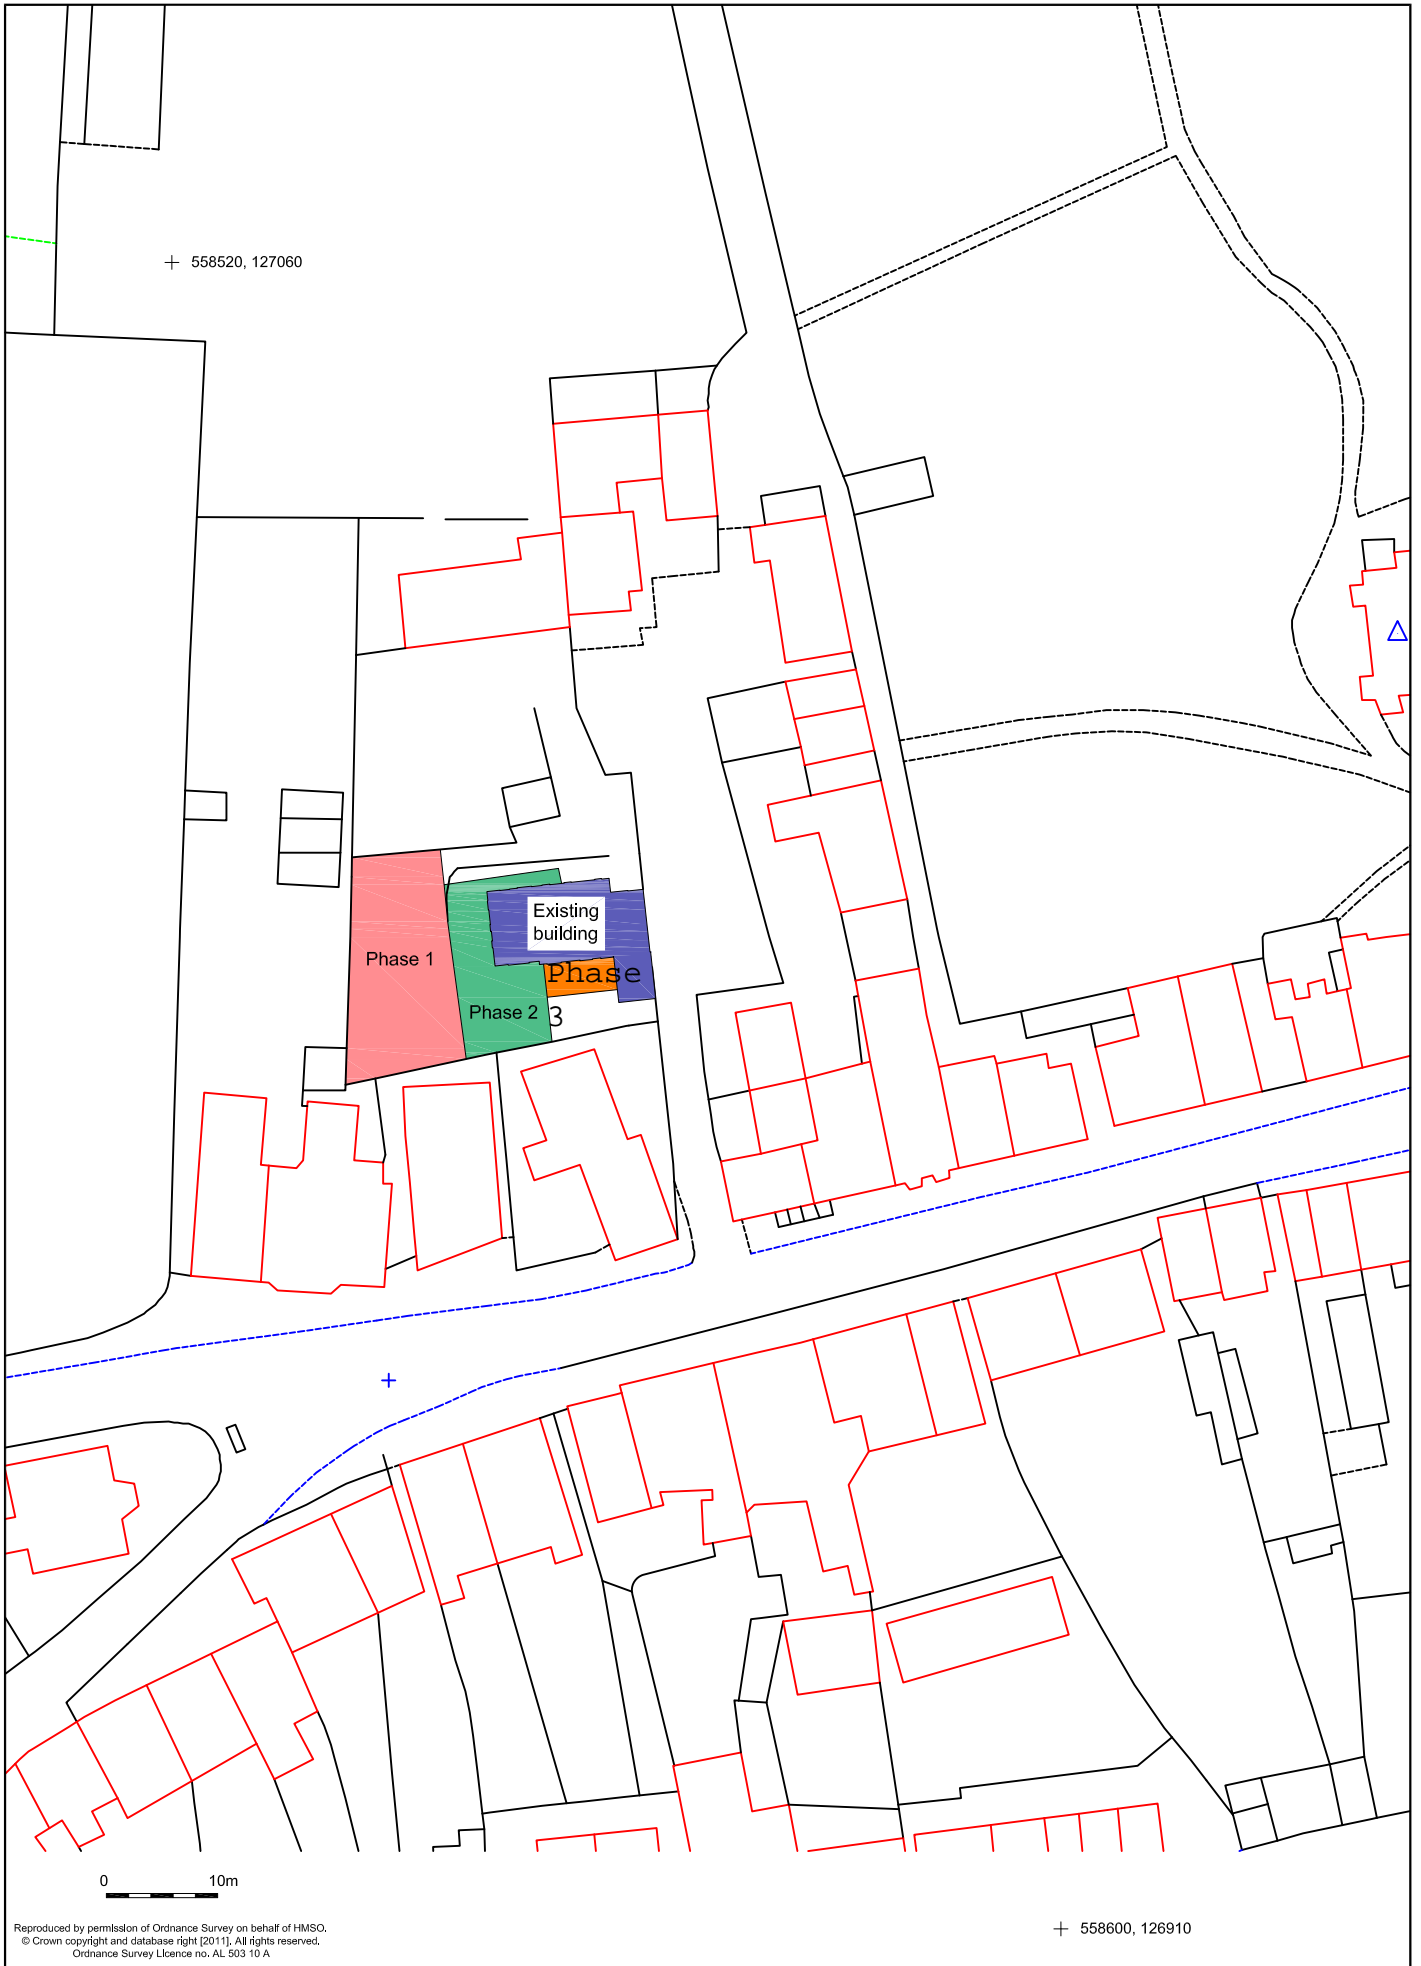 558520, 127060
Existing
building
Phase 1
Phase
3
Phase 2
0 10m
Reproduced by permission of Ordnance Survey on behalf of HMSO.
© Crown copyright and database right [2011]. All rights reserved.
Ordnance Survey Licence no. AL 503 10 A
558600, 126910